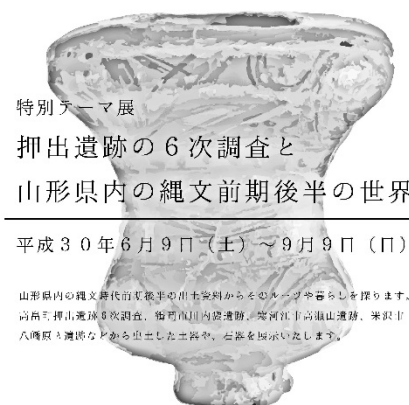 特別テーマ展
押出遺跡の6次調査と
山形県内の縄文前期後半の世界
平成30年6月9日（土）～9月9日（日）
山形県内の縄文時代前期後半の出土資料からそのルーツや暮らしを探ります。
高畠町押出遺跡6次調査、鶴岡市川内袋遺跡、寒河江市高瀬山遺跡、米沢市
八幡原 遺跡などから出土した土器や、石器を展示いたします。